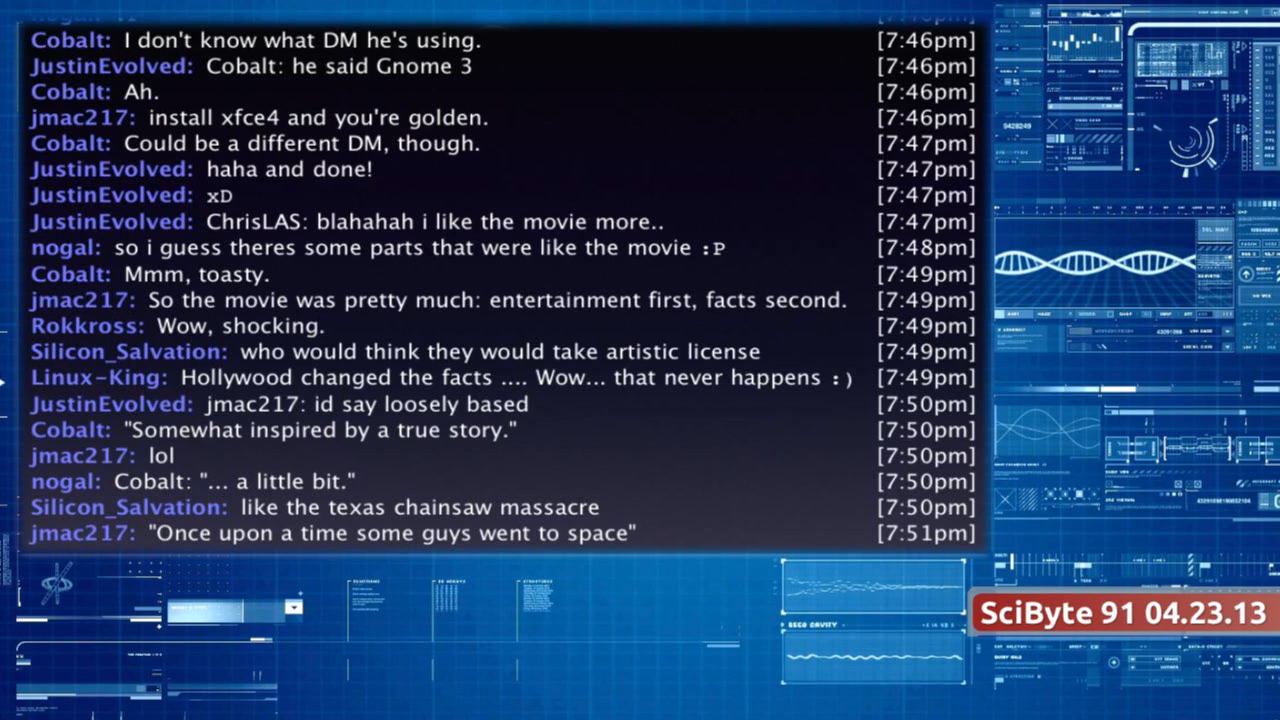 Cobalt: I don't know what DM he's using. [7:46pm]
JustinEvolved: Cobalt: he said Gnome 3 [7:46pm]
Cobalt: Ah. [7:46pm]
jmac217: install xfce4 and you're golden. [7:46pm]
Cobalt: Could be a different DM, though. [7:47pm]
JustinEvolved: haha and done! [7:47pm]
JustinEvolved: xD [7:47pm]
JustinEvolved: ChrisLAS: blahahah i like the movie more.. [7:47pm]
nogal: so i guess theres some parts that were like the movie :P [7:48pm]
Cobalt: Mmm, toasty. [7:49pm]
jmac217: So the movie was pretty much: entertainment first, facts second. [7:49pm]
Rokkross: Wow, shocking. [7:49pm]
Silicon_Salvation: who would think they would take artistic license [7:49pm]
Linux-King: Hollywood changed the facts .... Wow... that never happens :) [7:49pm]
JustinEvolved: jmac217: id say loosely based [7:50pm]
Cobalt: "Somewhat inspired by a true story." [7:50pm]
jmac217: lol [7:50pm]
nogal: Cobalt: "... a little bit." [7:50pm]
Silicon_Salvation: like the texas chainsaw massacre [7:50pm]
jmac217: "Once upon a time some guys went to space" [7:51pm]
9428249
SciByte 91 04.23.13